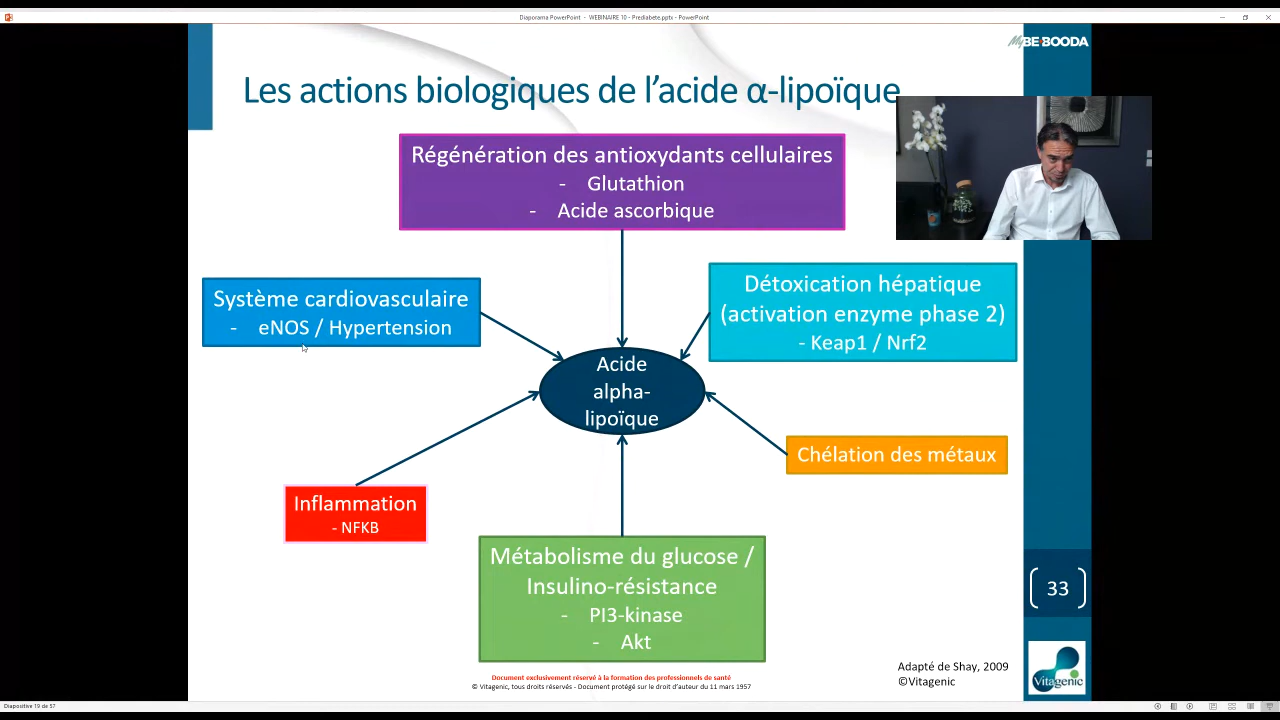 Diaporama PowerPoint - WEBINAIRE 10 - Prediabete.pptx - PowerPoint
MyBE-BOODA
Les actions biologiques de l’acide α-lipoïque
Régénération des antioxydants cellulaires
- Glutathion
- Acide ascorbique
Système cardiovasculaire
- eNOS / Hypertension
Détoxication hépatique
(activation enzyme phase 2)
- Keap1 / Nrf2
Acide
alpha-
lipoïque
Chélation des métaux
Inflammation
- NFKB
Métabolisme du glucose /
Insulino-résistance
- PI3-kinase
- Akt
33
Adapté de Shay, 2009
©Vitagenic
Vitagenic
Document exclusivement réservé à la formation des professionnels de santé
© Vitagenic, tous droits réservés - Document protégé sur le droit d'auteur du 11 mars 1957
Diapositive 19 de 57